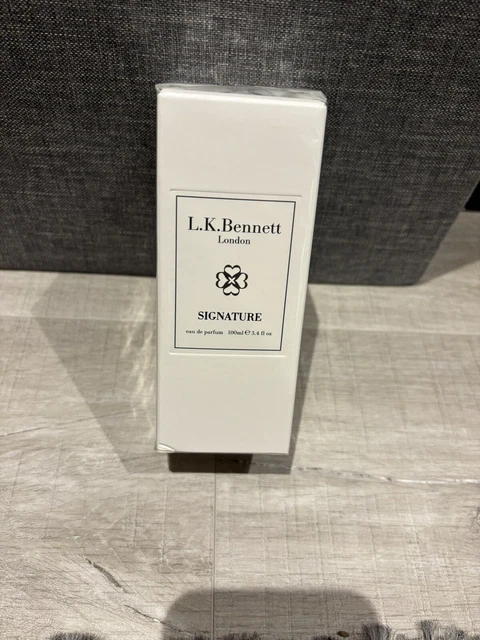 L.K.Bennett
London
SIGNATURE
eau de parfum 100ml ℮ 3.4 fl oz